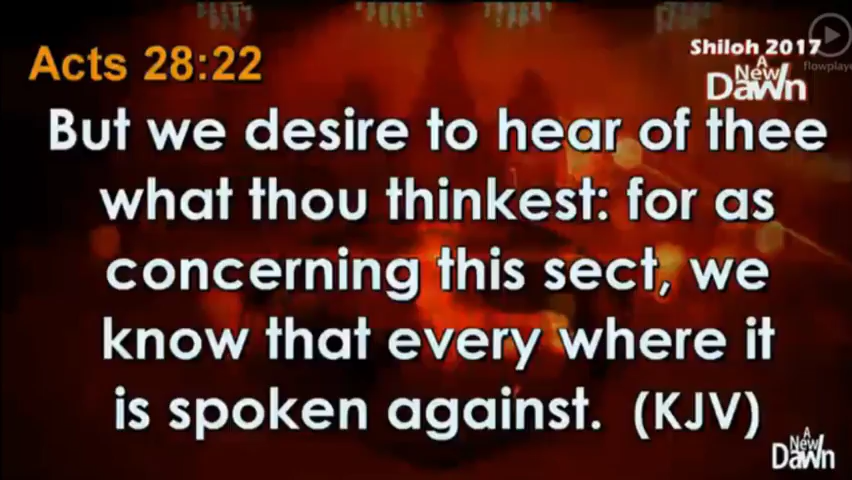 Acts 28:22
Shiloh 2017
A
New
Dawn
flowplaye
But we desire to hear of thee
what thou thinkest: for as
concerning this sect, we
know that every where it
is spoken against. (KJV)
A
New
Dawn